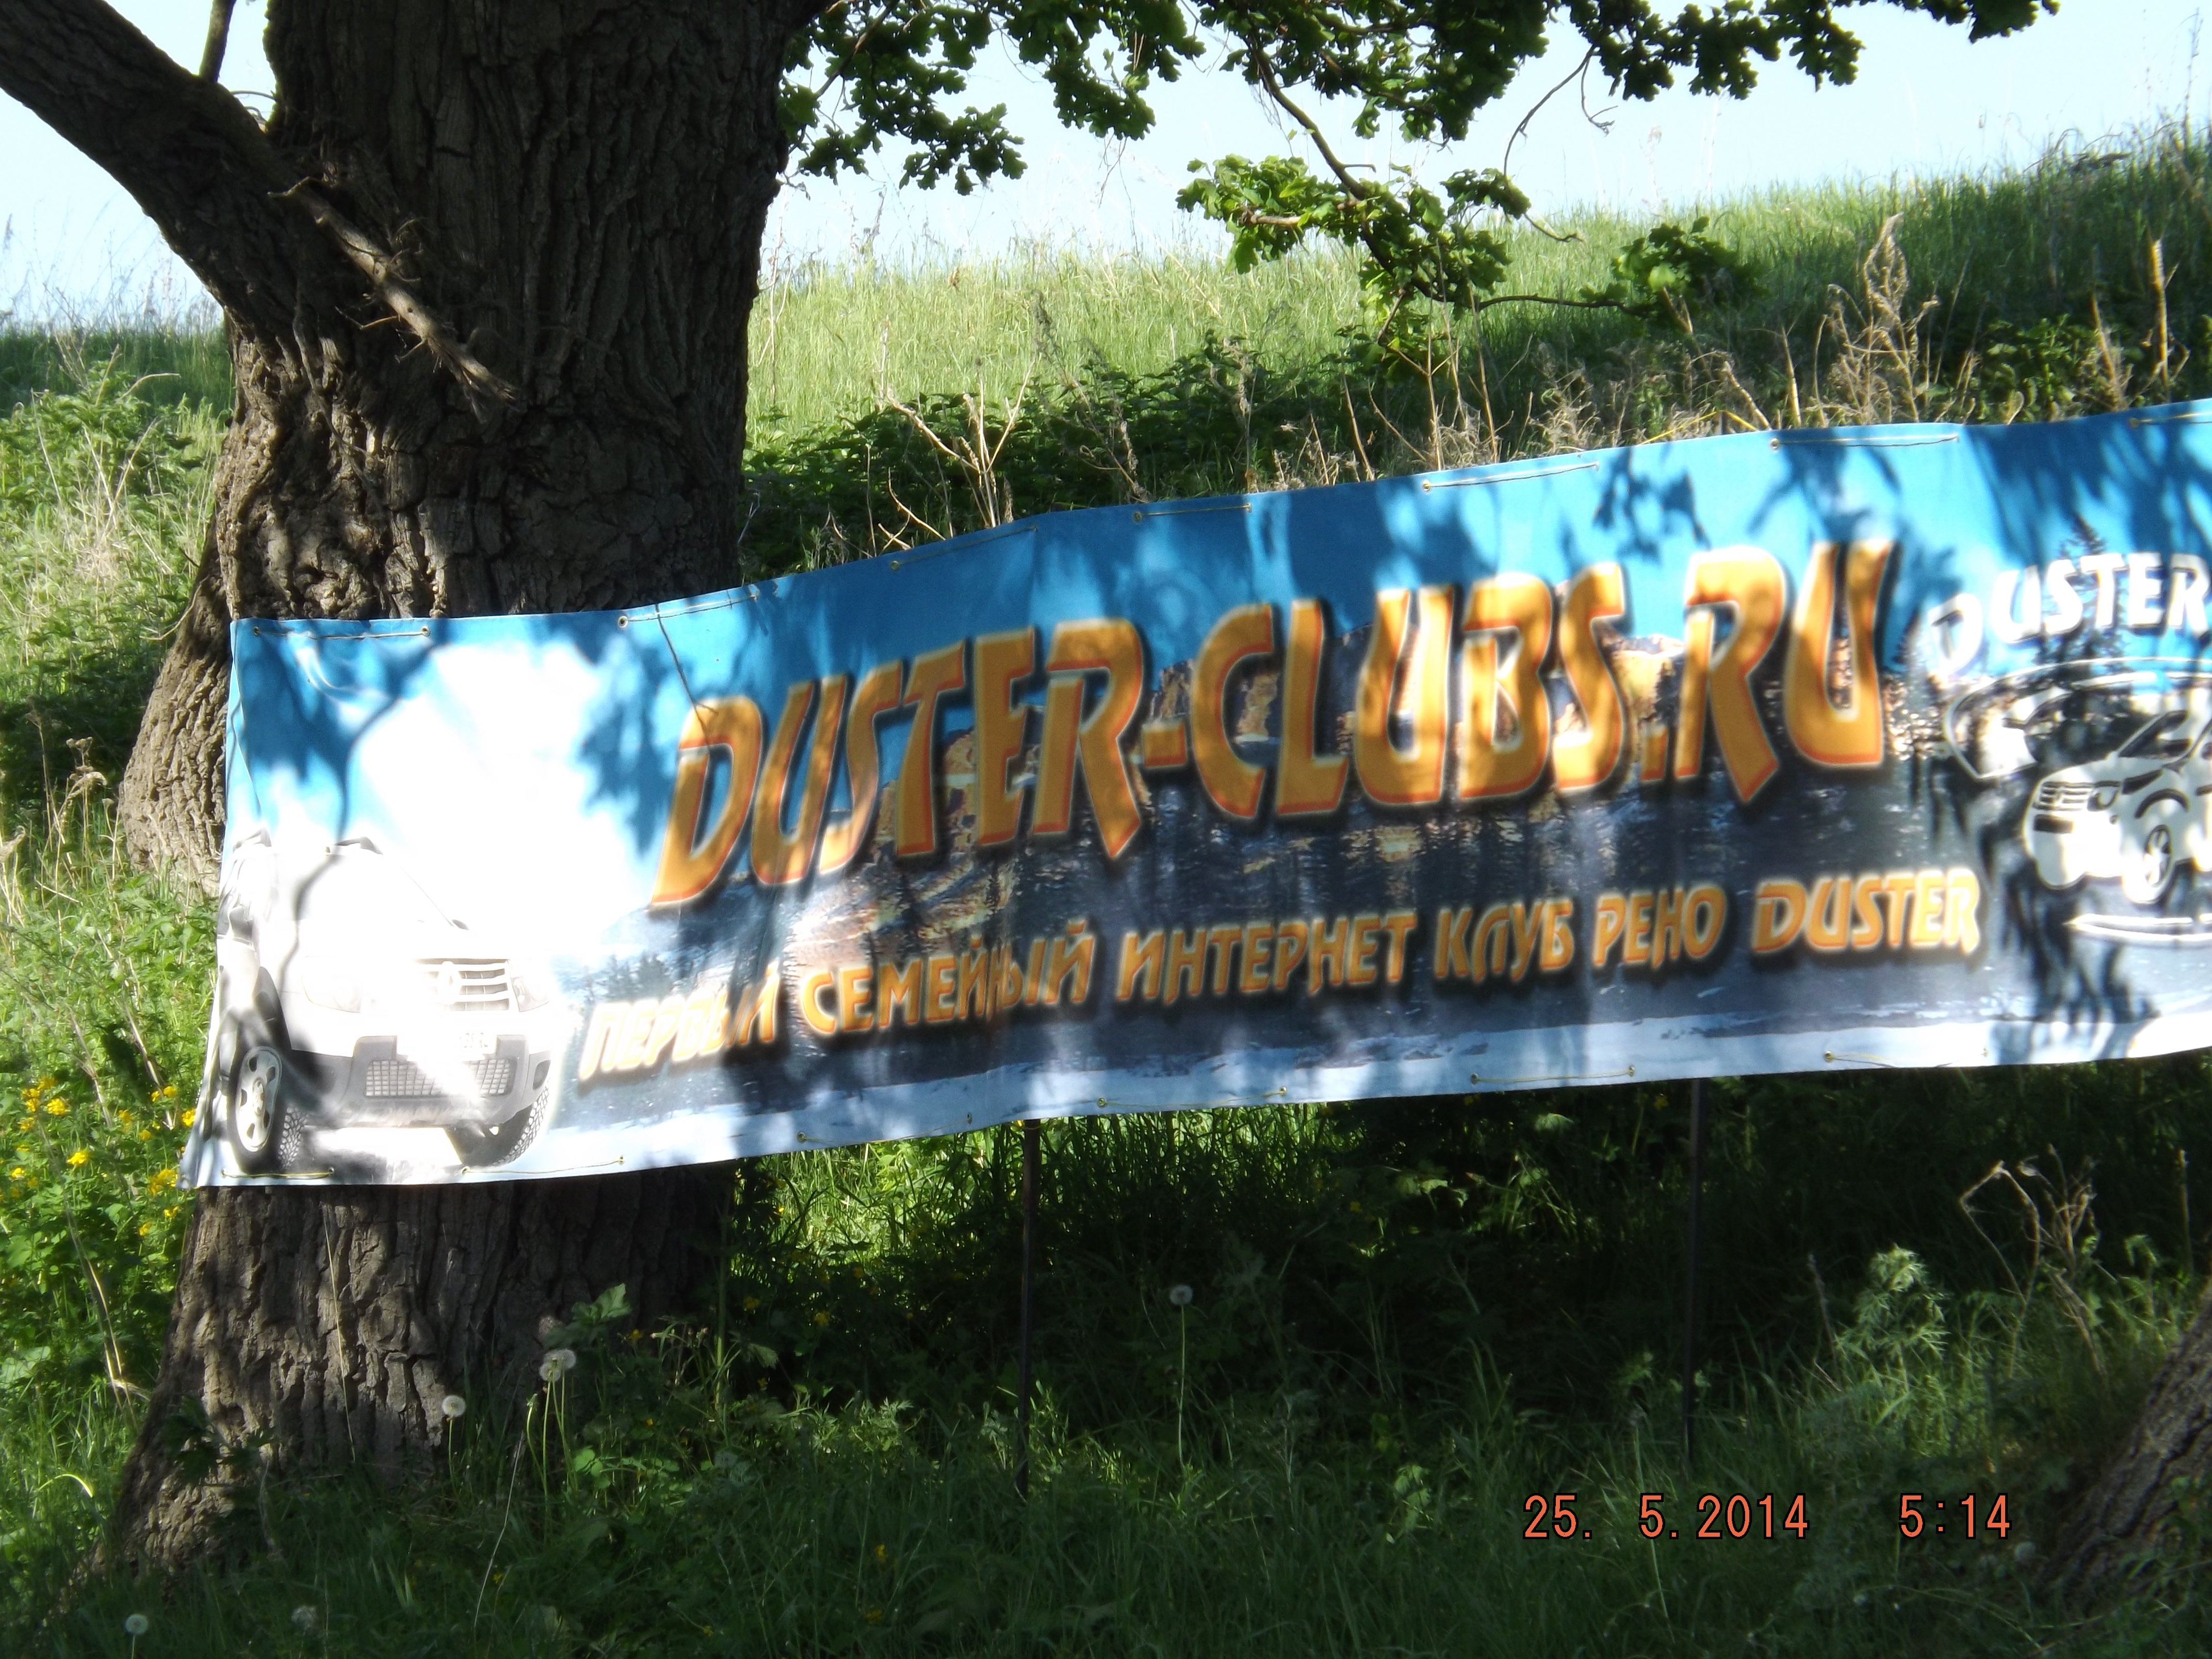 DUSTER-CLUBS.RU
DUSTER
ПЕРВЫЙ СЕМЕЙНЫЙ ИНТЕРНЕТ КЛУБ РЕНО DUSTER
25. 5.2014 5:14